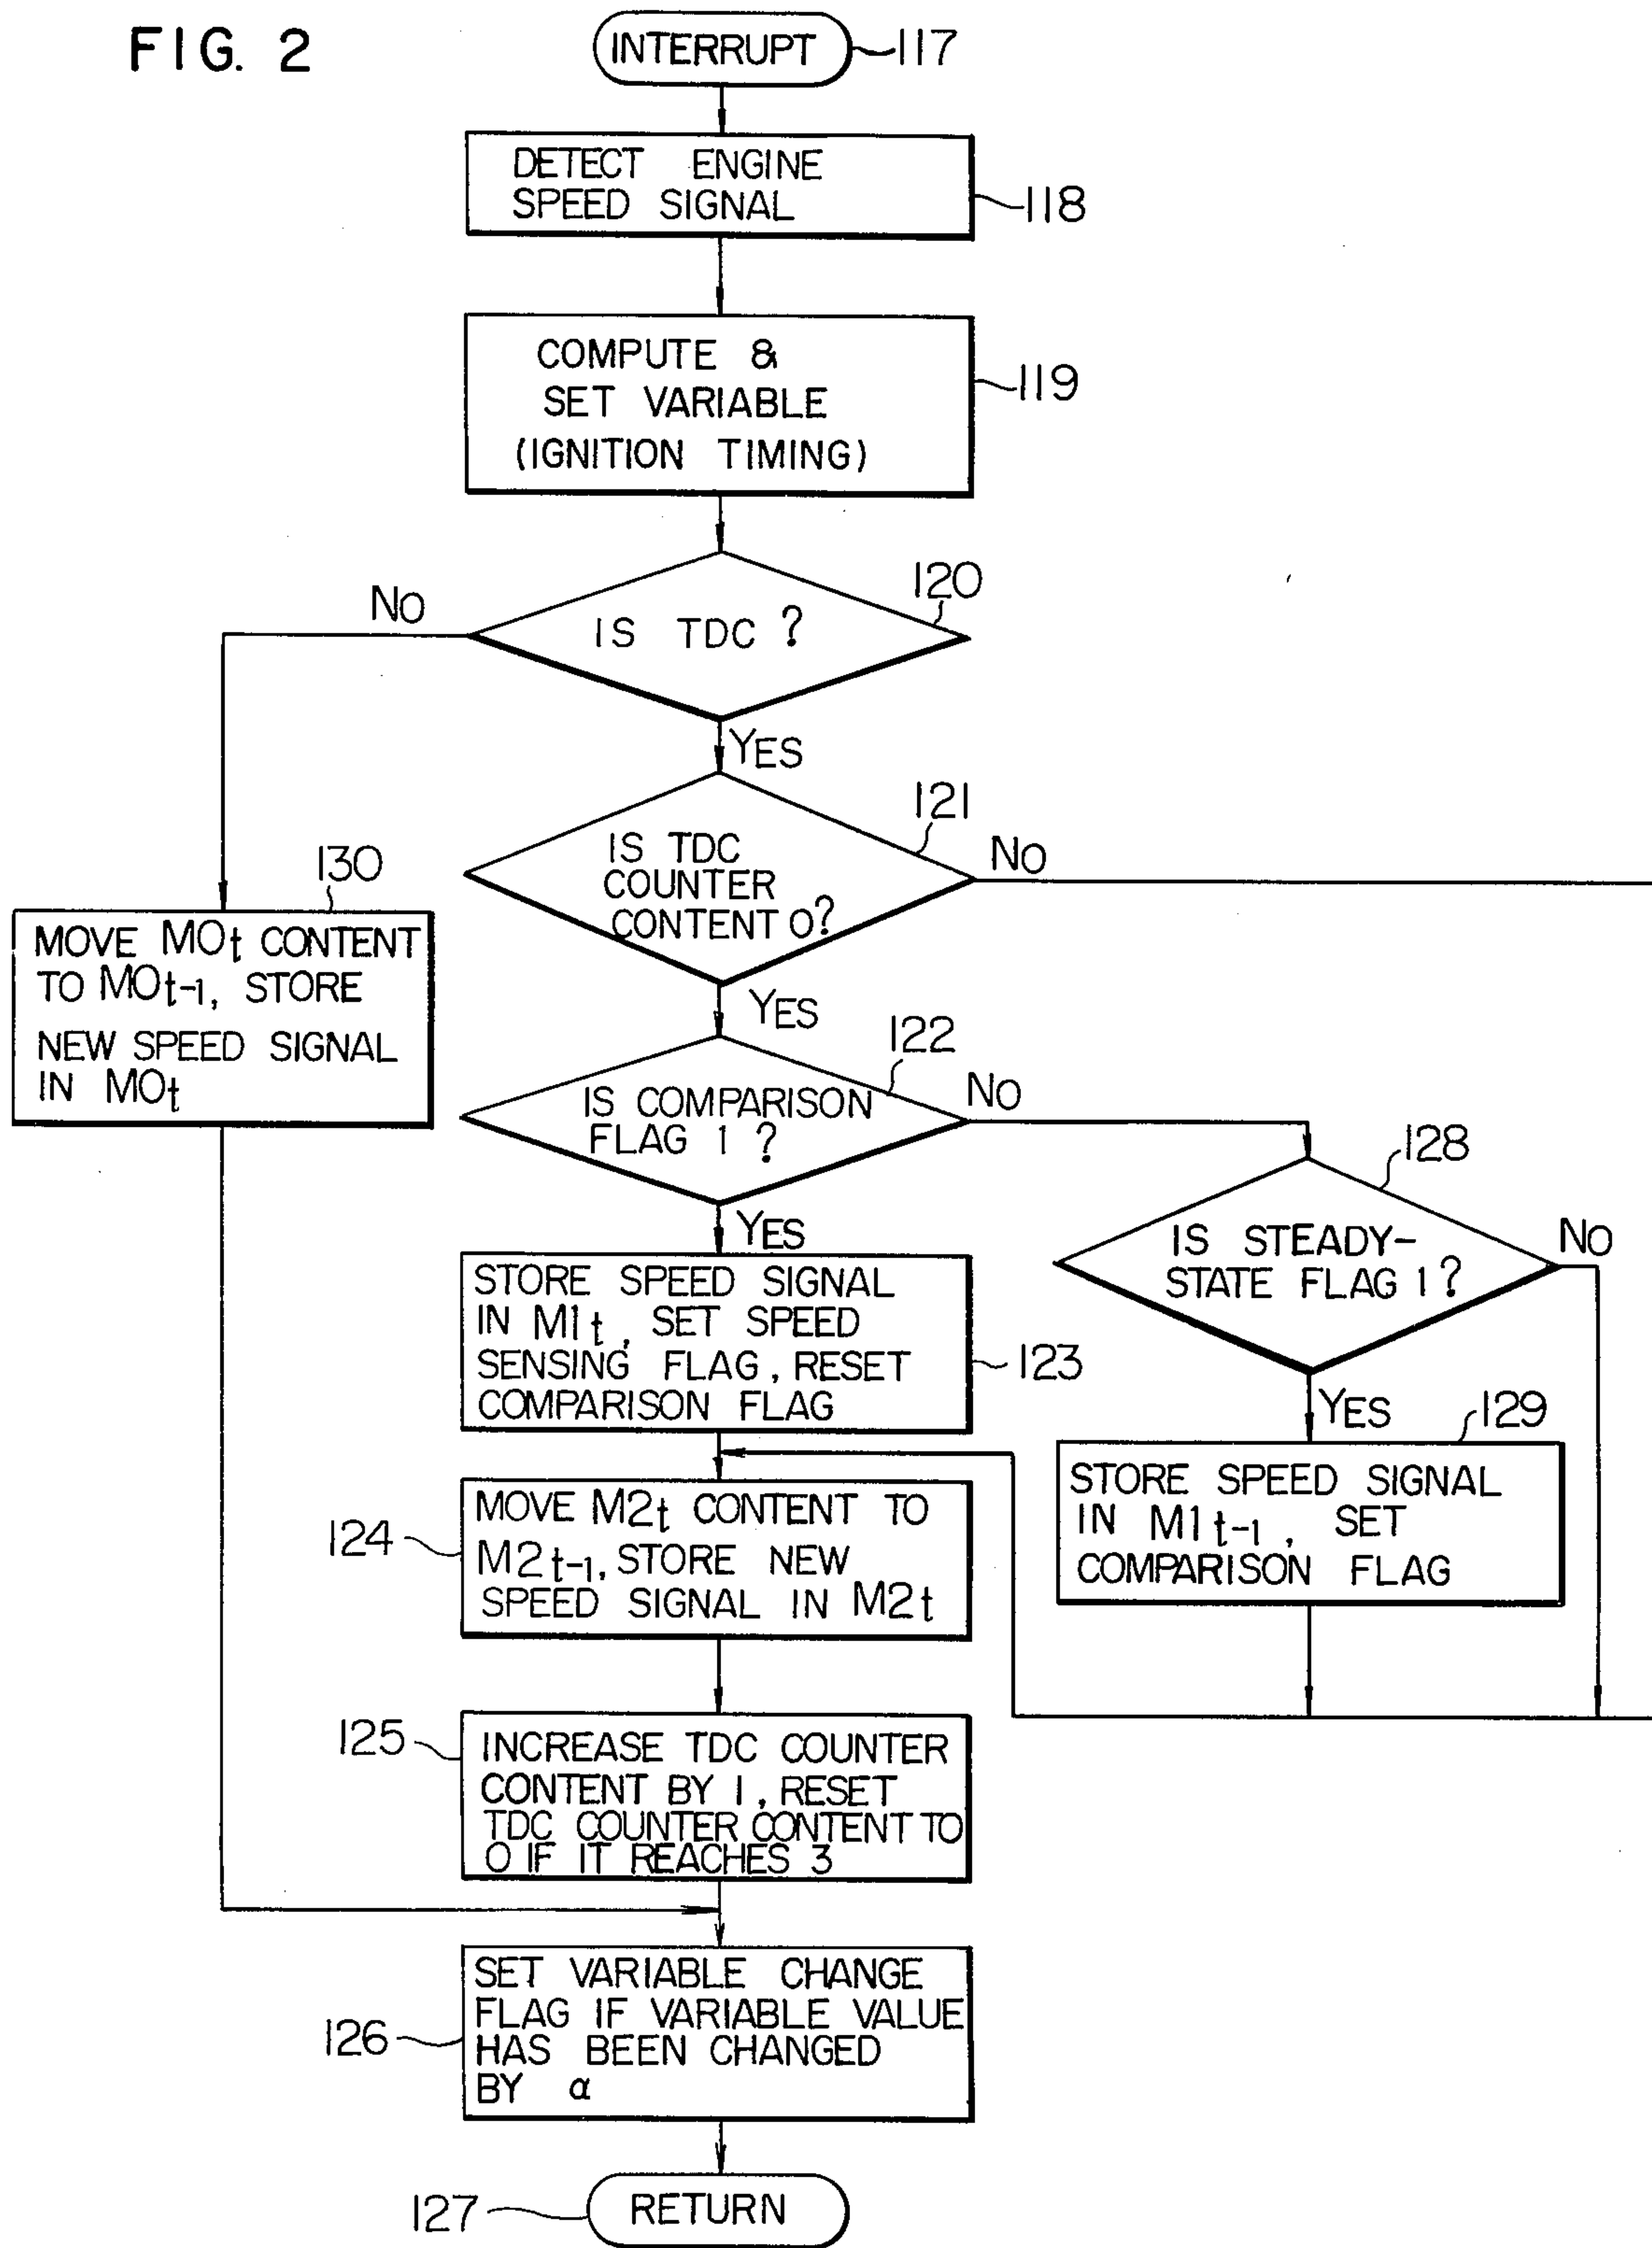 FIG. 2
INTERRUPT
117
DETECT ENGINE
SPEED SIGNAL
118
COMPUTE &
SET VARIABLE
(IGNITION TIMING)
119
120
NO
IS TDC ?
YES
121
IS TDC
COUNTER
CONTENT 0?
NO
130
MOVE M0t CONTENT
TO M0t-1, STORE
NEW SPEED SIGNAL
IN M0t
YES
122
IS COMPARISON
FLAG 1 ?
NO
128
IS STEADY-
STATE FLAG 1 ?
NO
YES
STORE SPEED SIGNAL
IN M1t, SET SPEED
SENSING FLAG, RESET
COMPARISON FLAG
123
YES
129
STORE SPEED SIGNAL
IN M1t-1, SET
COMPARISON FLAG
124
MOVE M2t CONTENT TO
M2t-1, STORE NEW
SPEED SIGNAL IN M2t
125
INCREASE TDC COUNTER
CONTENT BY 1, RESET
TDC COUNTER CONTENT TO
0 IF IT REACHES 3
126
SET VARIABLE CHANGE
FLAG IF VARIABLE VALUE
HAS BEEN CHANGED
BY α
127
RETURN